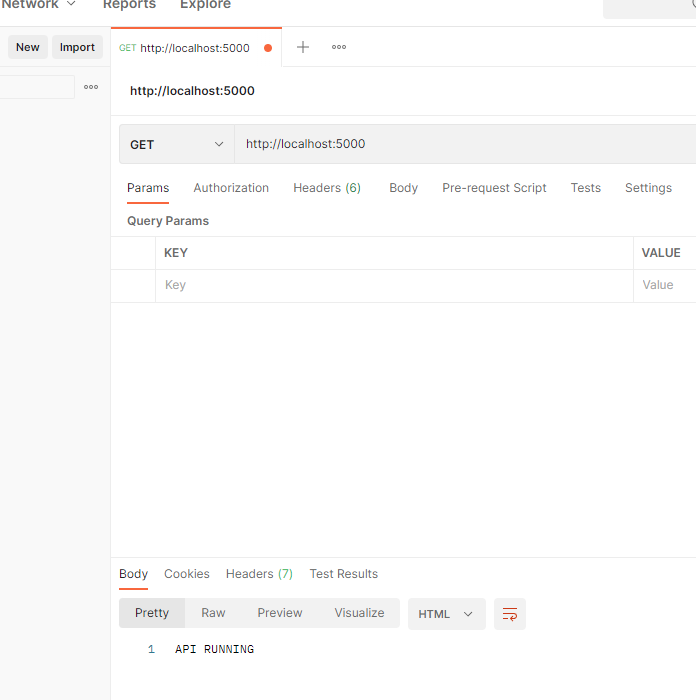 Network Reports Explore
New Import GET http://localhost:5000
http://localhost:5000
GET http://localhost:5000
Params Authorization Headers (6) Body Pre-request Script Tests Settings
Query Params
KEY VALUE
Key Value
Body Cookies Headers (7) Test Results
Pretty Raw Preview Visualize HTML
1 API RUNNING